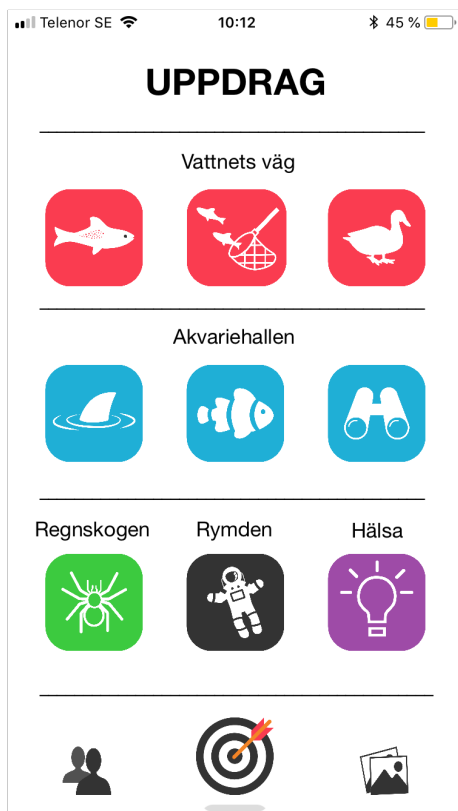 Telenor SE 10:12 45 %
UPPDRAG
Vattnets väg
Akvariehallen
Regnskogen Rymden Hälsa